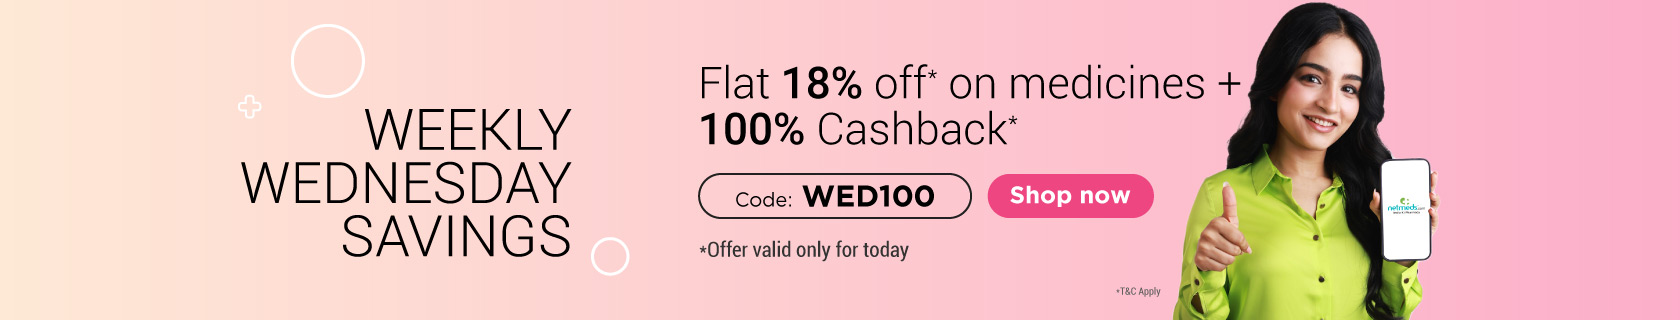 WEEKLY
WEDNESDAY
SAVINGS
Flat 18% off* on medicines +
100% Cashback*
Code: WED100
Shop now
*Offer valid only for today
*T&C Apply
netmeds.com